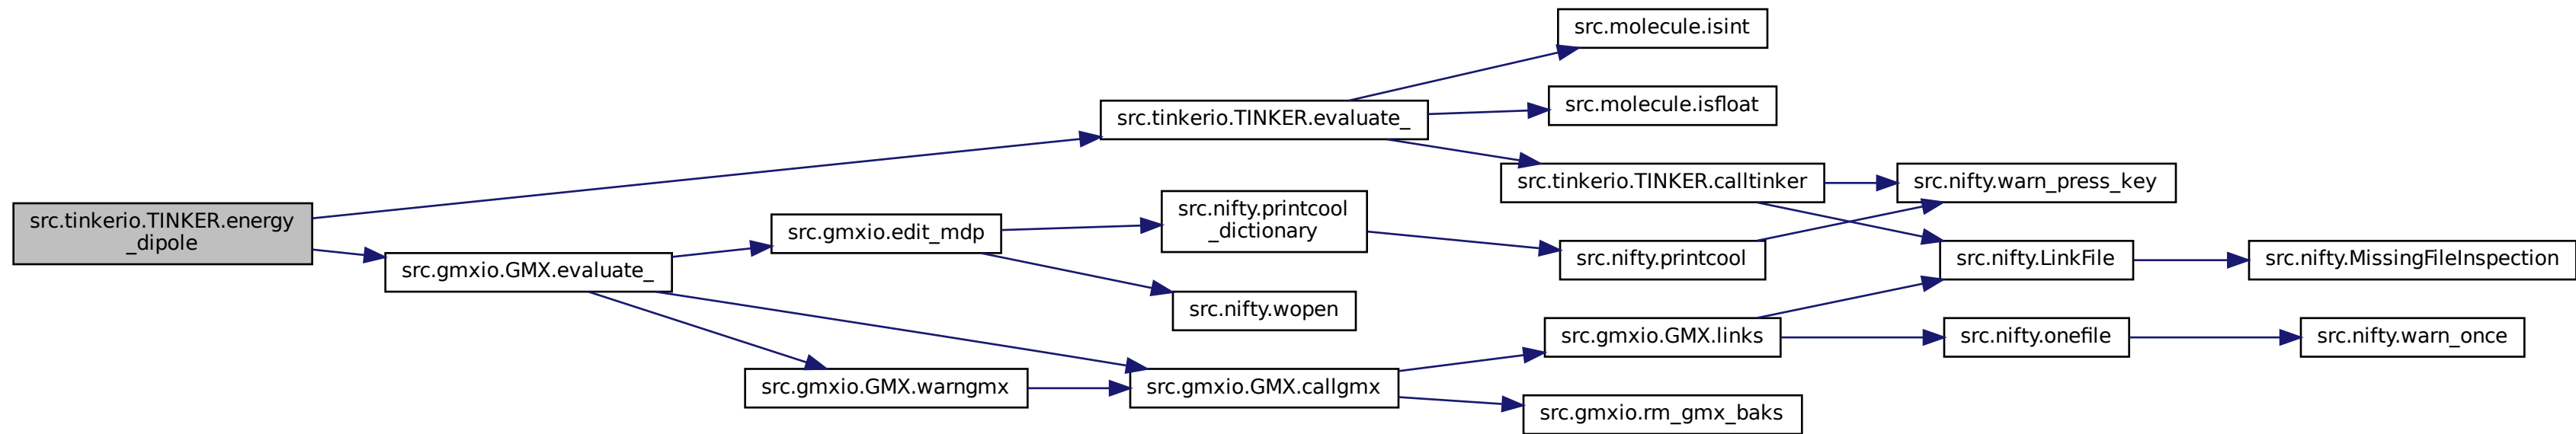 src.molecule.isint
src.molecule.isfloat
src.tinkerio.TINKER.evaluate_
src.tinkerio.TINKER.calltinker
src.nifty.warn_press_key
src.tinkerio.TINKER.energy
_dipole
src.nifty.printcool
_dictionary
src.gmxio.edit_mdp
src.nifty.printcool
src.nifty.LinkFile
src.nifty.MissingFileInspection
src.gmxio.GMX.evaluate_
src.nifty.wopen
src.gmxio.GMX.links
src.nifty.onefile
src.nifty.warn_once
src.gmxio.GMX.warngmx
src.gmxio.GMX.callgmx
src.gmxio.rm_gmx_baks